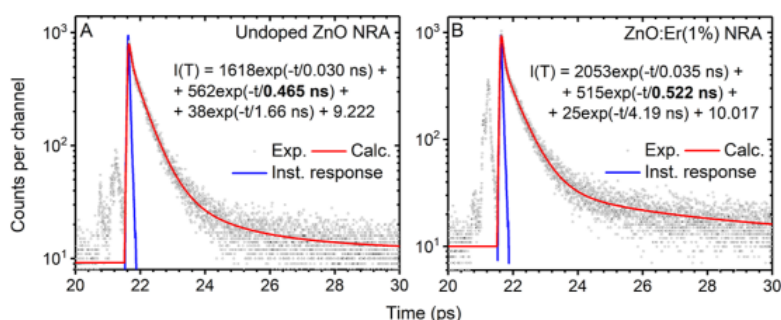 A Undoped ZnO NRA
I(T) = 1618exp(-t/0.030 ns) +
+ 562exp(-t/0.465 ns) +
+ 38exp(-t/1.66 ns) + 9.222
Exp. Calc.
Inst. response
10³
10²
10¹
20 22 24 26 28 30
Counts per channel
B ZnO:Er(1%) NRA
I(T) = 2053exp(-t/0.035 ns) +
+ 515exp(-t/0.522 ns) +
+ 25exp(-t/4.19 ns) + 10.017
Exp. Calc.
Inst. response
10³
10²
10¹
20 22 24 26 28 30
Time (ps)